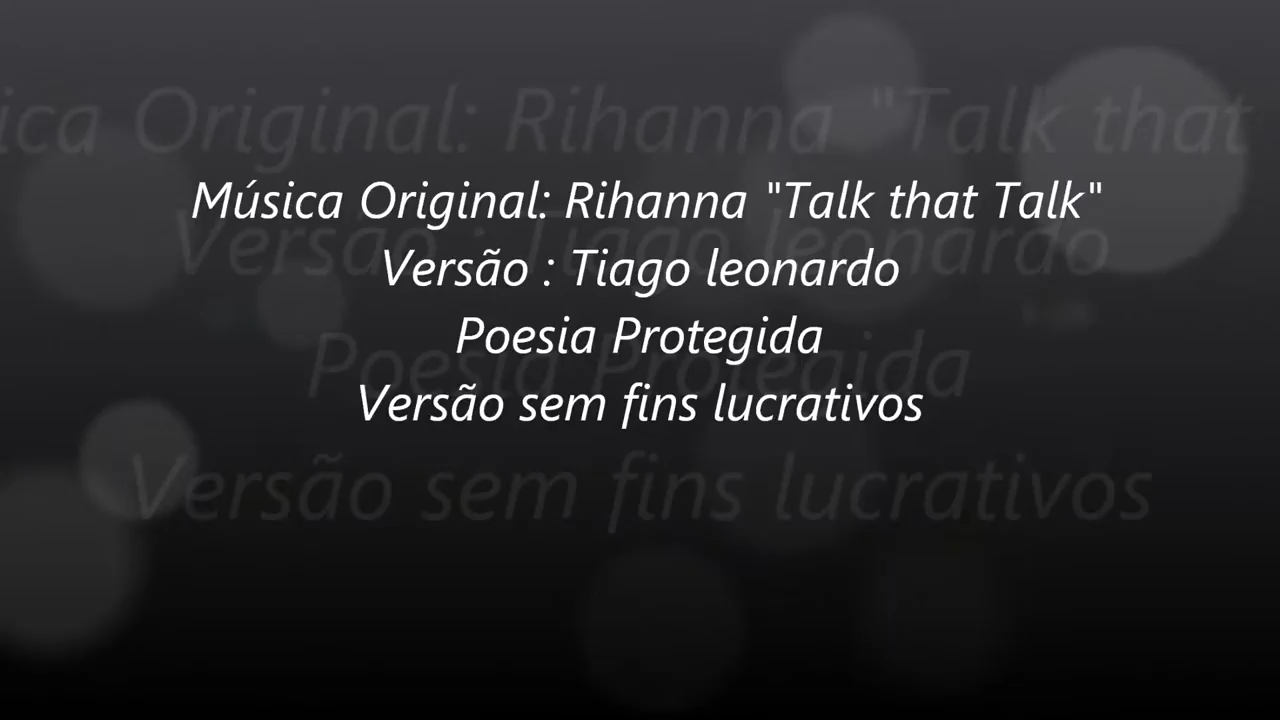 Música Original: Rihanna "Talk that Talk"
Versão : Tiago leonardo
Poesia Protegida
Versão sem fins lucrativos